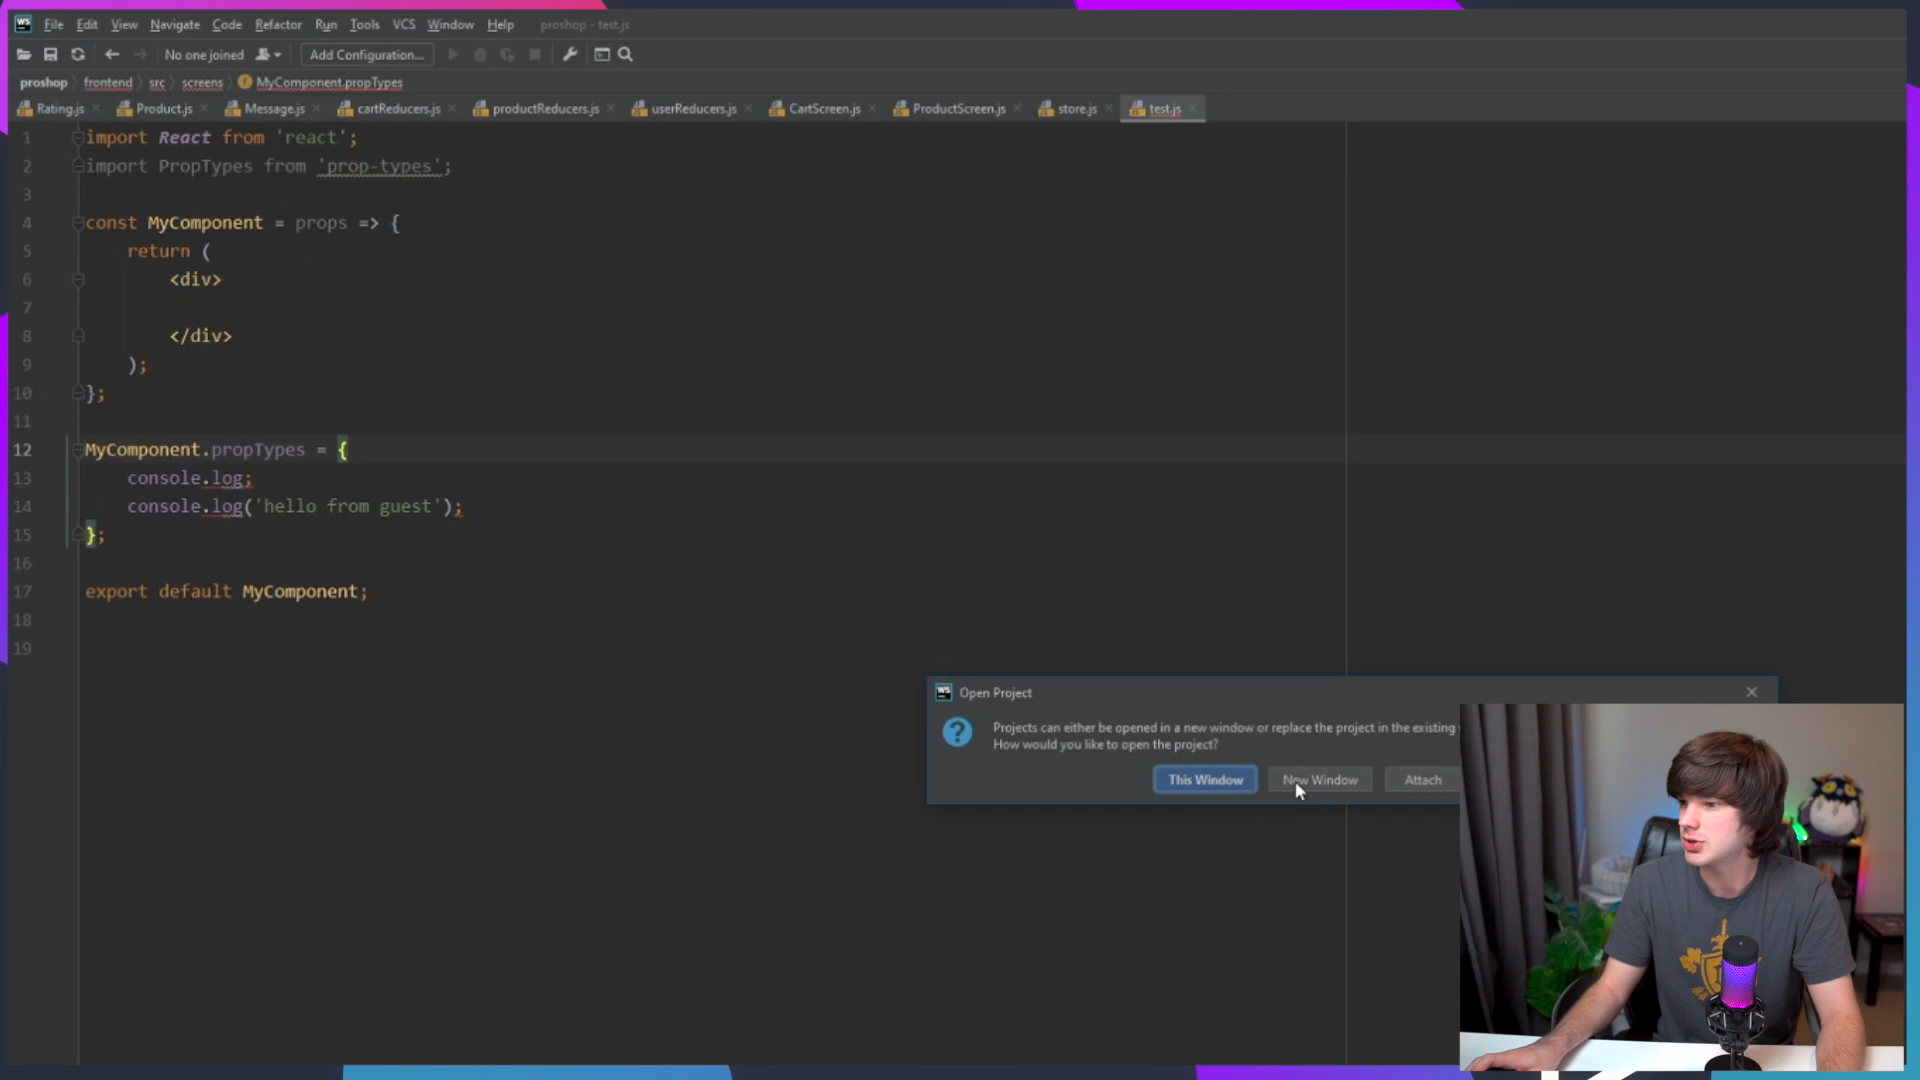 WS File Edit View Navigate Code Refactor Run Tools VCS Window Help proshop - test.js
No one joined Add Configuration...
proshop frontend src screens MyComponent.propTypes
Rating.js Product.js Message.js cartReducers.js productReducers.js userReducers.js CartScreen.js ProductScreen.js store.js test.js
1 import React from 'react';
2 import PropTypes from 'prop-types';
3
4 const MyComponent = props => {
5 return (
6 <div>
7
8 </div>
9 );
10 };
11
12 MyComponent.propTypes = {
13 console.log;
14 console.log('hello from guest');
15 };
16
17 export default MyComponent;
18
19
WS Open Project
Projects can either be opened in a new window or replace the project in the existing
How would you like to open the project?
This Window New Window Attach